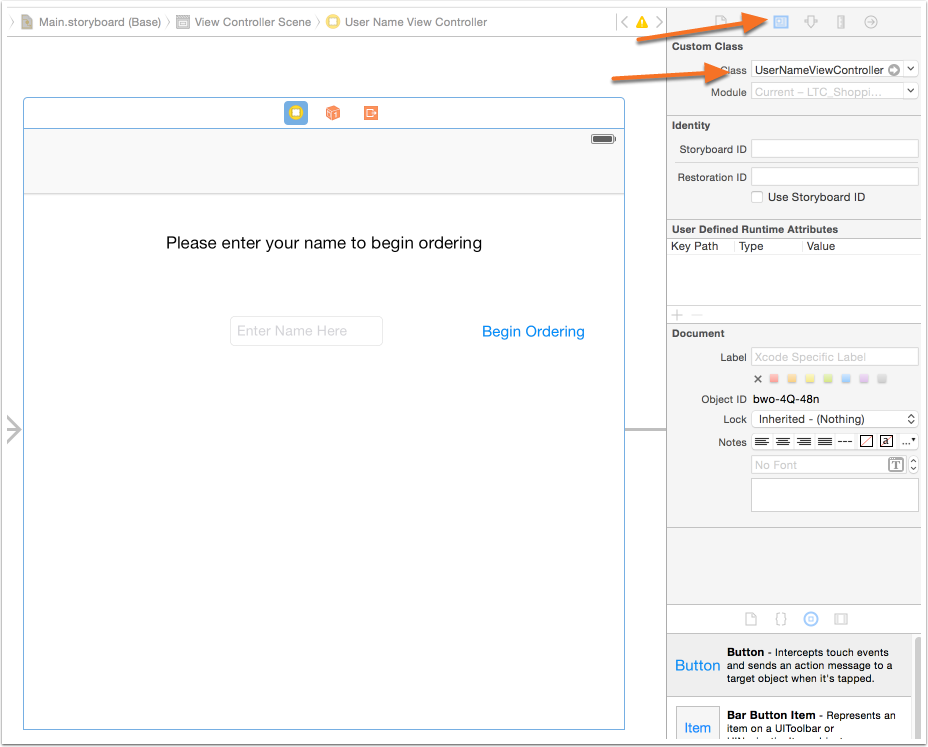 Main.storyboard (Base) View Controller Scene User Name View Controller
Custom Class
Class UserNameViewController
Module Current – LTC_Shoppi...
Identity
Storyboard ID
Restoration ID
Use Storyboard ID
User Defined Runtime Attributes
Key Path Type Value
Please enter your name to begin ordering
Enter Name Here Begin Ordering
Document
Label Xcode Specific Label
Object ID bwo-4Q-48n
Lock Inherited - (Nothing)
Notes
No Font
Button Button - Intercepts touch events
and sends an action message to a
target object when it's tapped.
Item Bar Button Item - Represents an
item on a UIToolbar or